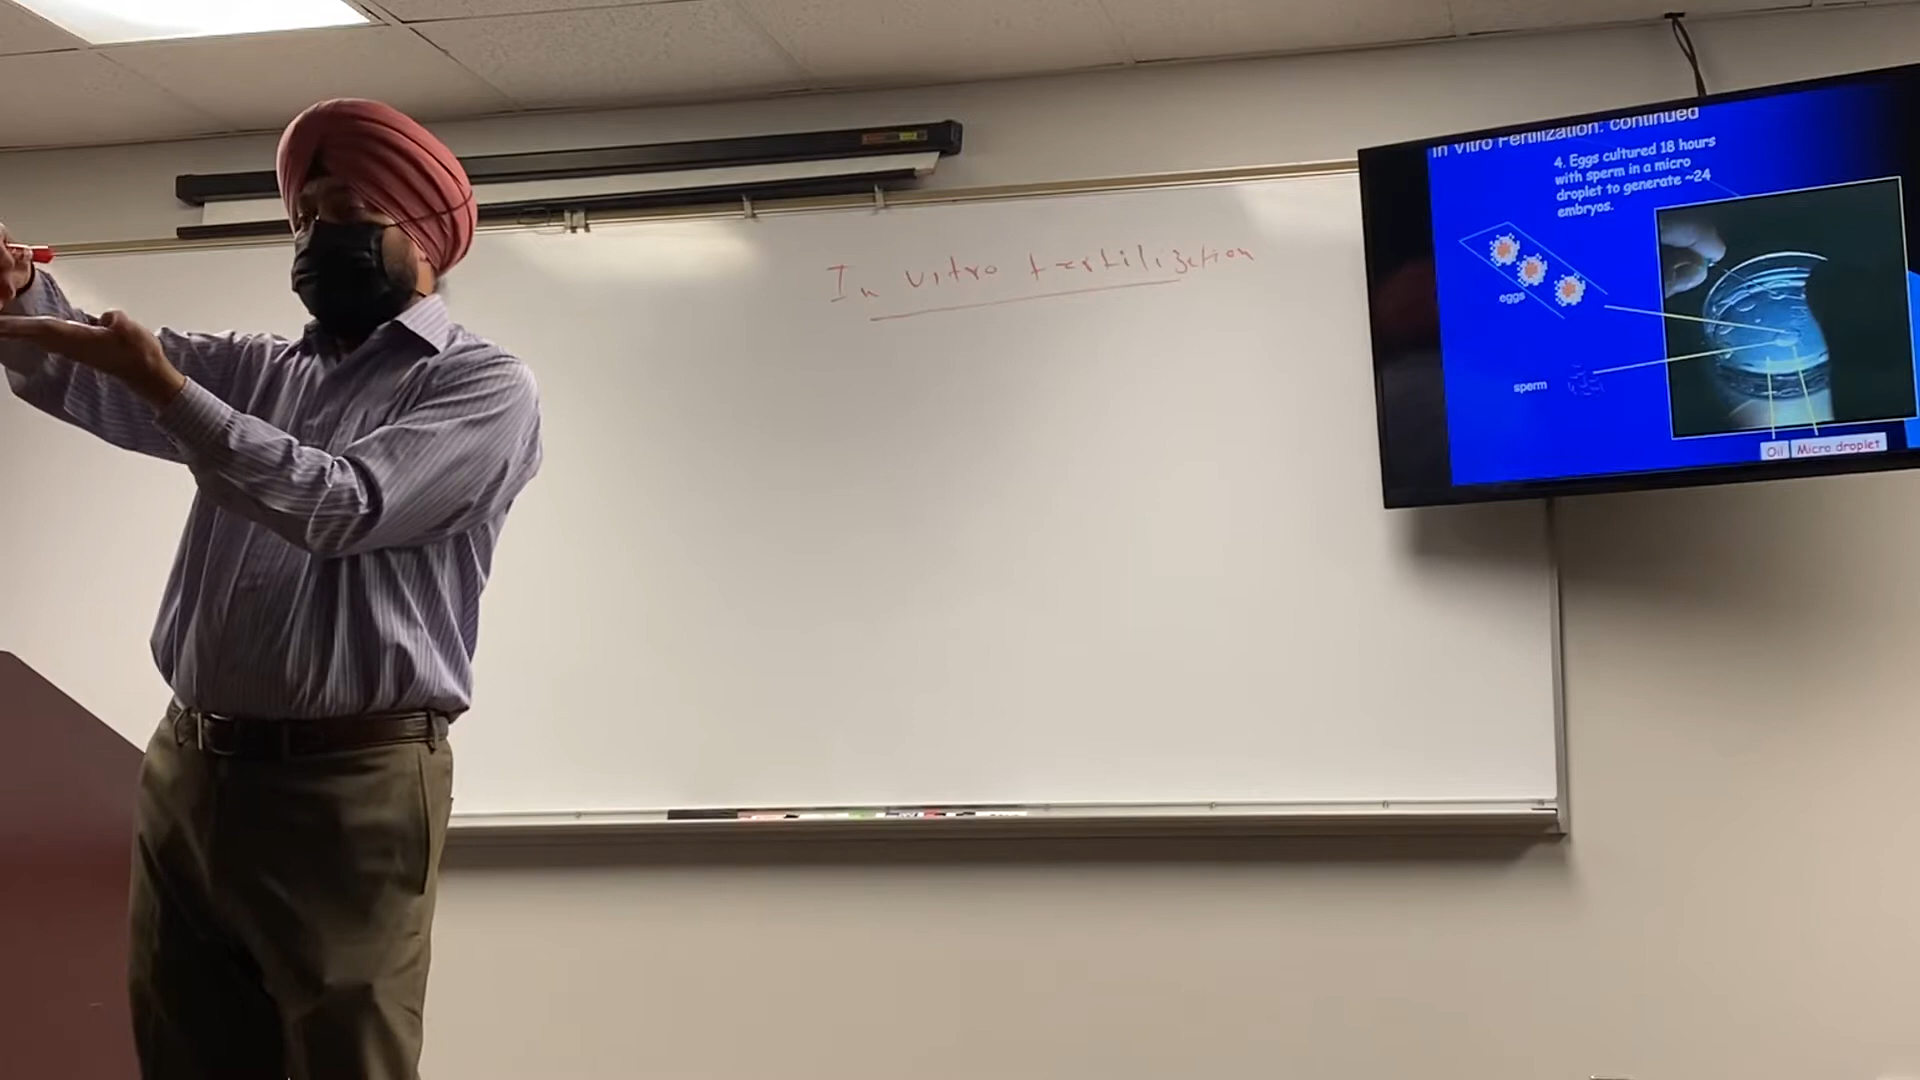 In vitro fertilization
In Vitro Fertilization: continued
4. Eggs cultured 18 hours
with sperm in a micro
droplet to generate ~24
embryos.
eggs
sperm
Oil
Micro droplet